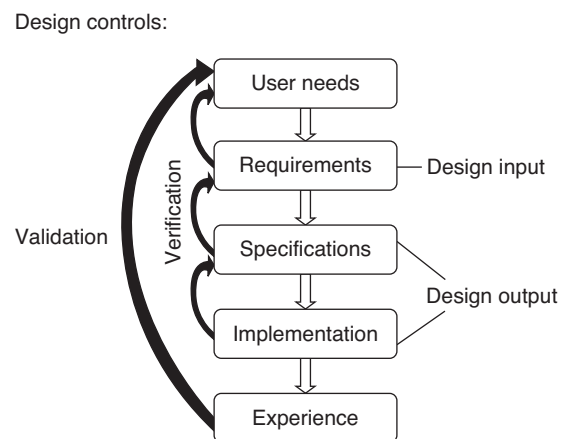 Design controls:
User needs
Requirements
Design input
Verification
Validation
Specifications
Design output
Implementation
Experience